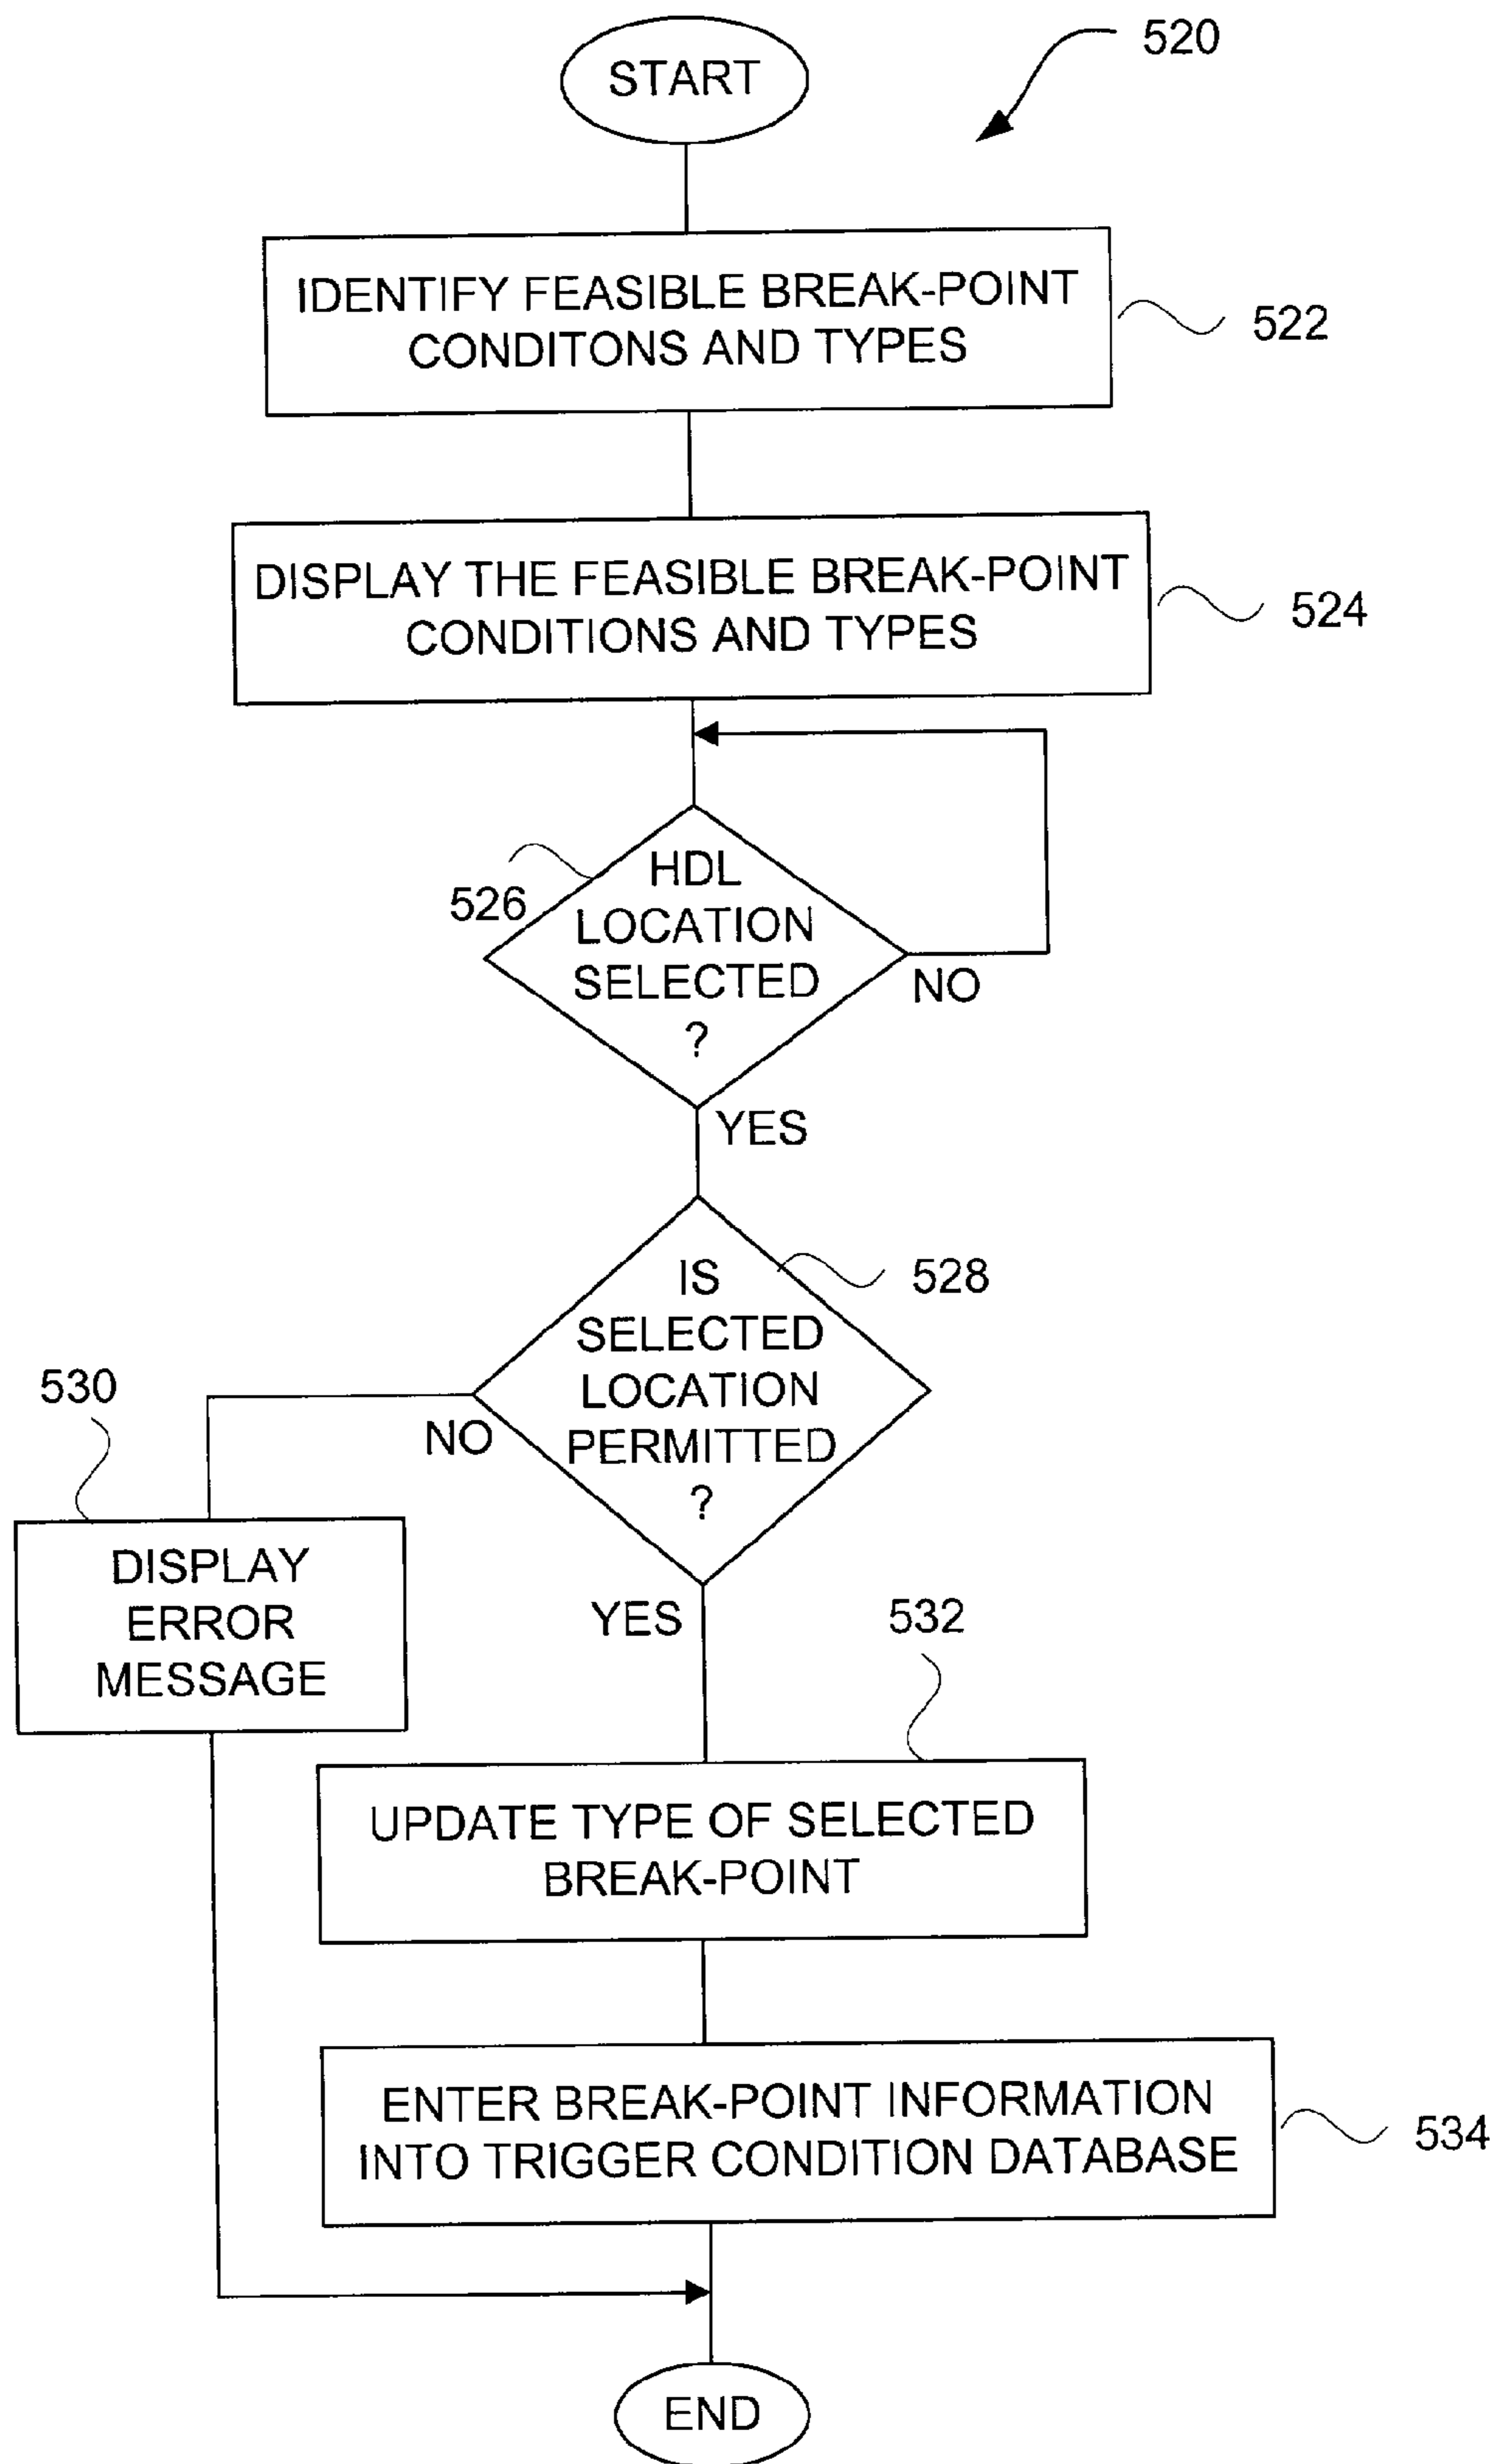 START
520
IDENTIFY FEASIBLE BREAK-POINT
CONDITONS AND TYPES
522
DISPLAY THE FEASIBLE BREAK-POINT
CONDITIONS AND TYPES
524
526
HDL
LOCATION
SELECTED
?
NO
YES
IS
SELECTED
LOCATION
PERMITTED
?
528
NO
530
DISPLAY
ERROR
MESSAGE
YES
532
UPDATE TYPE OF SELECTED
BREAK-POINT
ENTER BREAK-POINT INFORMATION
INTO TRIGGER CONDITION DATABASE
534
END